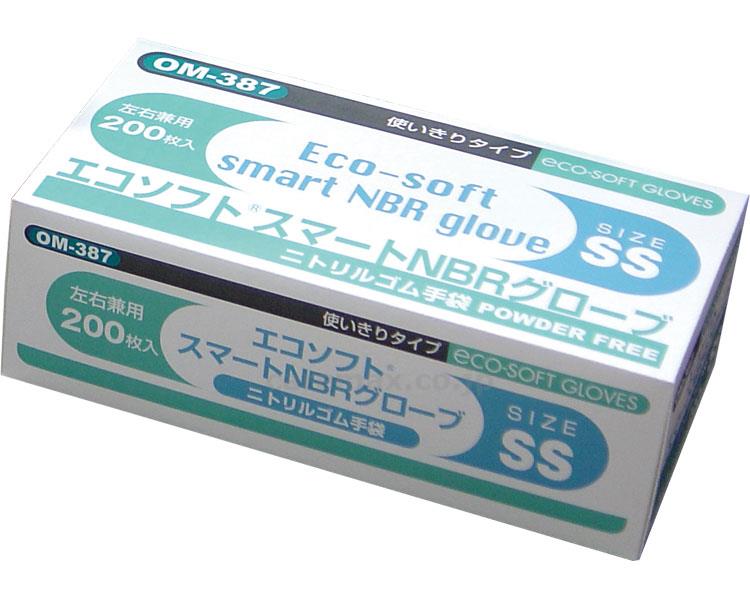 OM-387
左右兼用
200枚入
使いきりタイプ
eco-SOFT GLOVES
Eco-soft
smart NBR glove
SIZE
SS
エコソフト®スマートNBRグローブ
ニトリルゴム手袋 POWDER FREE
OM-387
左右兼用
200枚入
使いきりタイプ
eco-SOFT GLOVES
エコソフト®
スマートNBRグローブ
ニトリルゴム手袋
SIZE
SS